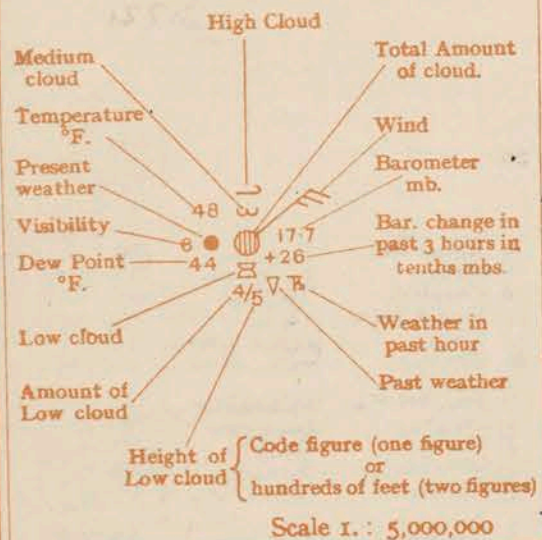 High Cloud
Medium
cloud
Total Amount
of cloud.
Temperature
°F.
Wind
Present
weather
Barometer
mb.
48
Visibility
6
17.7
Bar. change in
past 3 hours in
tenths mbs.
+26
Dew Point
°F.
44
4/5
Low cloud
Weather in
past hour
Amount of
Low cloud
Past weather
Height of
Low cloud
Code figure (one figure)
or
hundreds of feet (two figures)
Scale 1. : 5,000,000